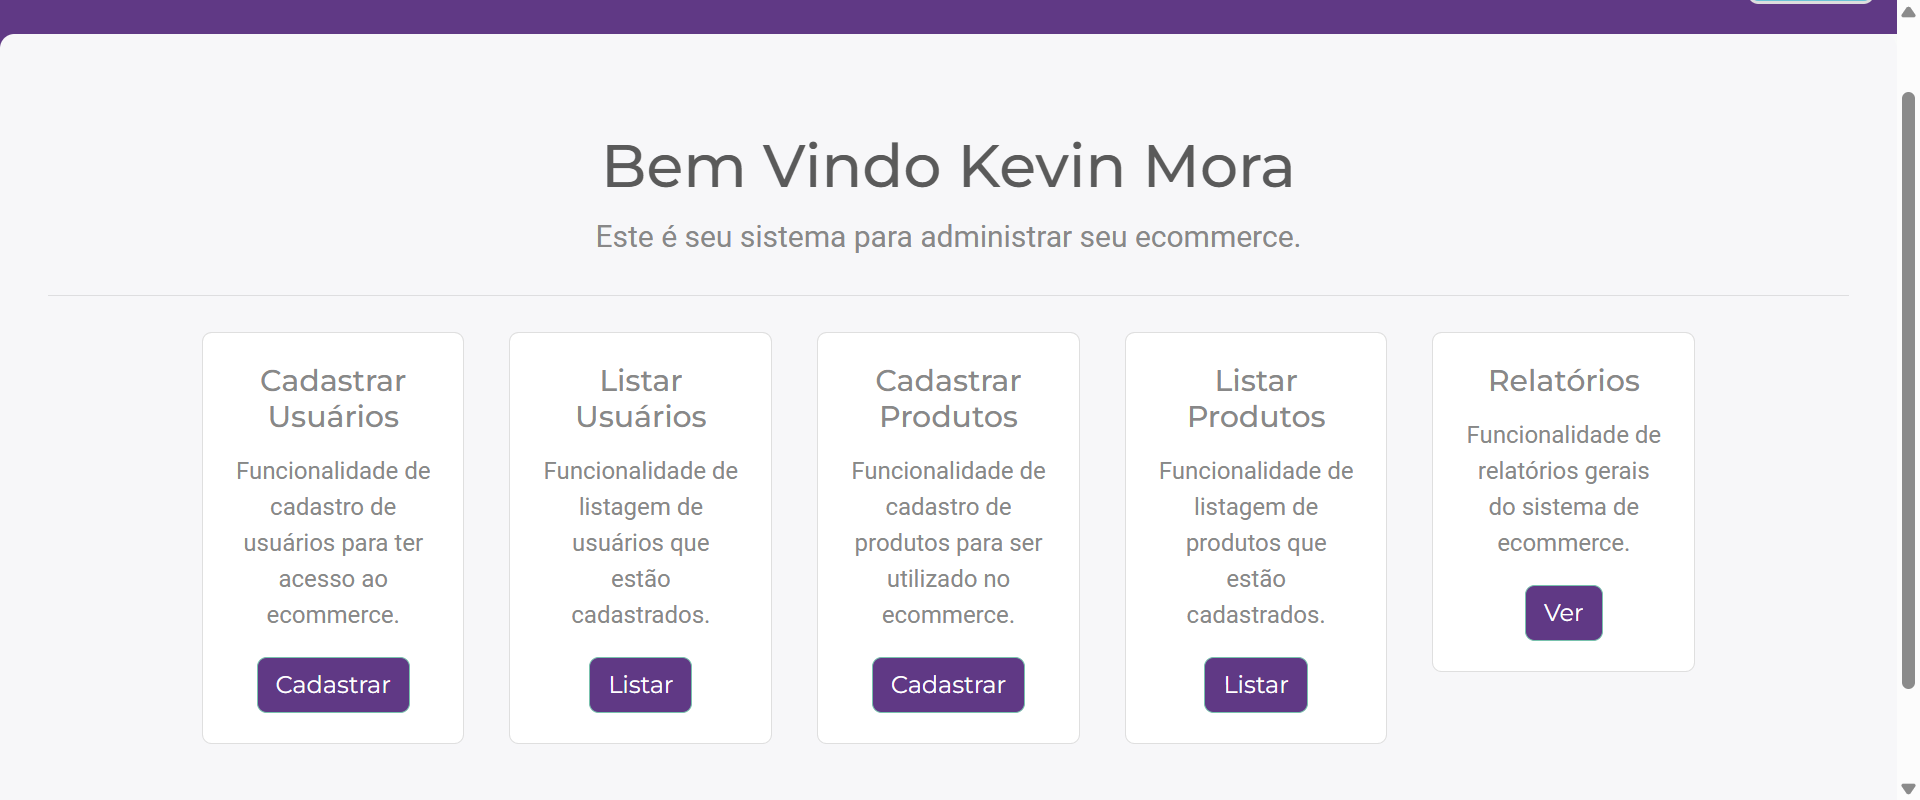 Bem Vindo Kevin Mora
Este é seu sistema para administrar seu ecommerce.
Cadastrar
Usuários
Funcionalidade de
cadastro de
usuários para ter
acesso ao
ecommerce.
Cadastrar
Listar
Usuários
Funcionalidade de
listagem de
usuários que
estão
cadastrados.
Listar
Cadastrar
Produtos
Funcionalidade de
cadastro de
produtos para ser
utilizado no
ecommerce.
Cadastrar
Listar
Produtos
Funcionalidade de
listagem de
produtos que
estão
cadastrados.
Listar
Relatórios
Funcionalidade de
relatórios gerais
do sistema de
ecommerce.
Ver